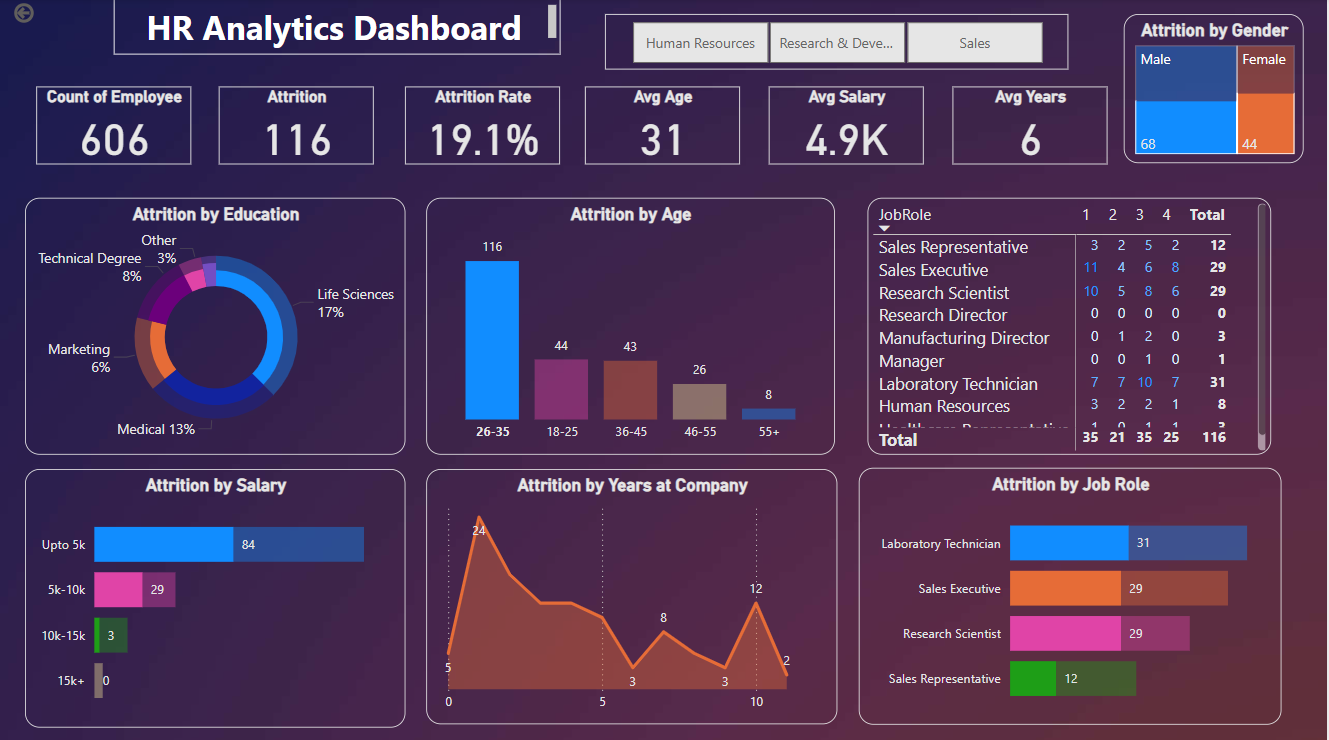 HR Analytics Dashboard
Human Resources
Research & Deve...
Sales
Attrition by Gender
Male
Female
68
44
Count of Employee
606
Attrition
116
Attrition Rate
19.1%
Avg Age
31
Avg Salary
4.9K
Avg Years
6
Attrition by Education
Other
3%
Technical Degree
8%
Life Sciences
17%
Marketing
6%
Medical 13%
Attrition by Age
116
44
43
26
8
26-35 18-25 36-45 46-55 55+
JobRole 1 2 3 4 Total
Sales Representative 3 2 5 2 12
Sales Executive 11 4 6 8 29
Research Scientist 10 5 8 6 29
Research Director 0 0 0 0 0
Manufacturing Director 0 1 2 0 3
Manager 0 0 1 0 1
Laboratory Technician 7 7 10 7 31
Human Resources 3 2 2 1 8
Healthcare Representative 1 0 1 1 3
Total 35 21 35 25 116
Attrition by Salary
Upto 5k 84
5k-10k 29
10k-15k 3
15k+ 0
Attrition by Years at Company
24
12
8
5
3
3
2
0 5 10
Attrition by Job Role
Laboratory Technician 31
Sales Executive 29
Research Scientist 29
Sales Representative 12